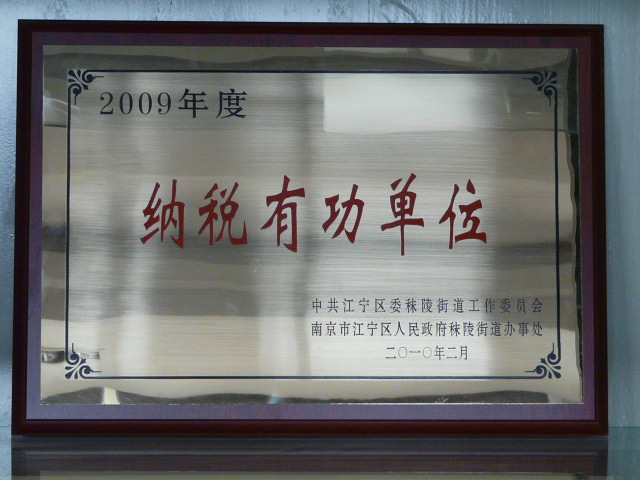 2009年度
纳税有功单位
中共江宁区委秣陵街道工作委员会
南京市江宁区人民政府秣陵街道办事处
二〇一〇年二月